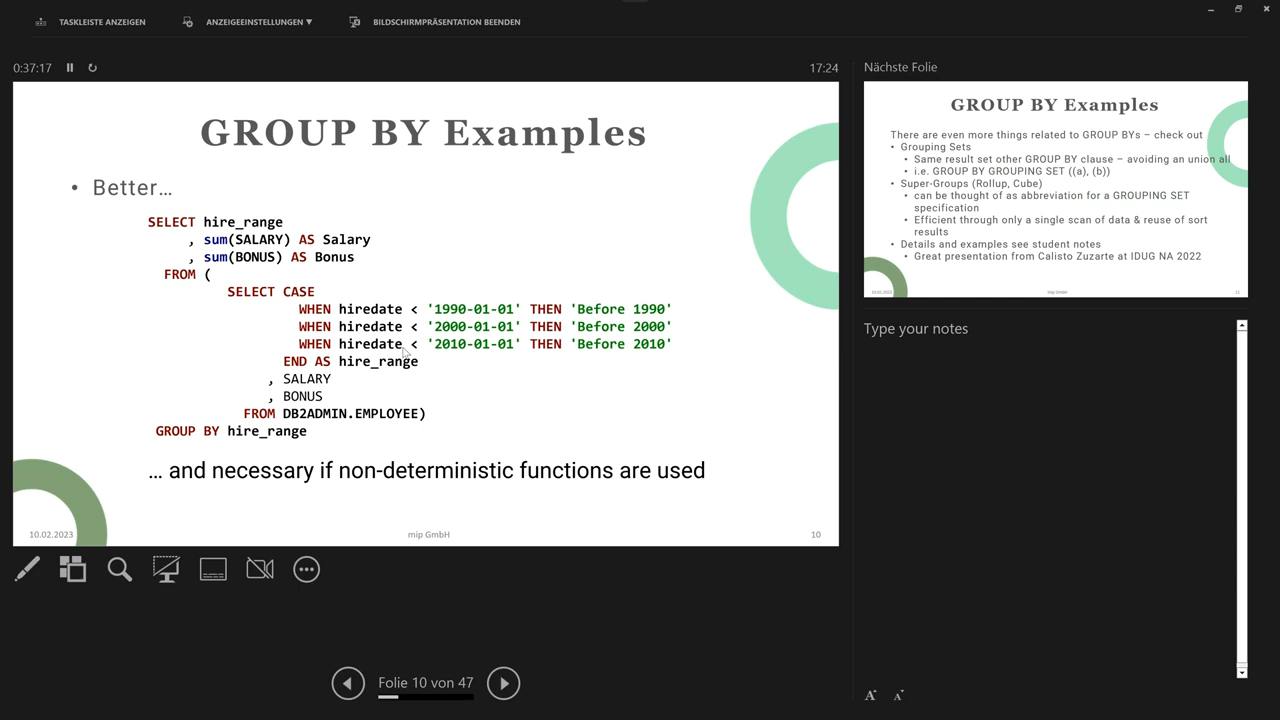 TASKLEISTE ANZEIGEN
ANZEIGEEINSTELLUNGEN ▼
BILDSCHIRMPRÄSENTATION BEENDEN
0:37:17
17:24
GROUP BY Examples
• Better…
SELECT hire_range
, sum(SALARY) AS Salary
, sum(BONUS) AS Bonus
FROM (
SELECT CASE
WHEN hiredate < '1990-01-01' THEN 'Before 1990'
WHEN hiredate < '2000-01-01' THEN 'Before 2000'
WHEN hiredate < '2010-01-01' THEN 'Before 2010'
END AS hire_range
, SALARY
, BONUS
FROM DB2ADMIN.EMPLOYEE)
GROUP BY hire_range
… and necessary if non-deterministic functions are used
10.02.2023
mip GmbH
10
Folie 10 von 47
Nächste Folie
GROUP BY Examples
There are even more things related to GROUP BYs – check out
• Grouping Sets
• Same result set other GROUP BY clause – avoiding an union all
• i.e. GROUP BY GROUPING SET ((a), (b))
• Super-Groups (Rollup, Cube)
• can be thought of as abbreviation for a GROUPING SET
specification
• Efficient through only a single scan of data & reuse of sort
results
• Details and examples see student notes
• Great presentation from Calisto Zuzarte at IDUG NA 2022
10.02.2023
mip GmbH
11
Type your notes
A A